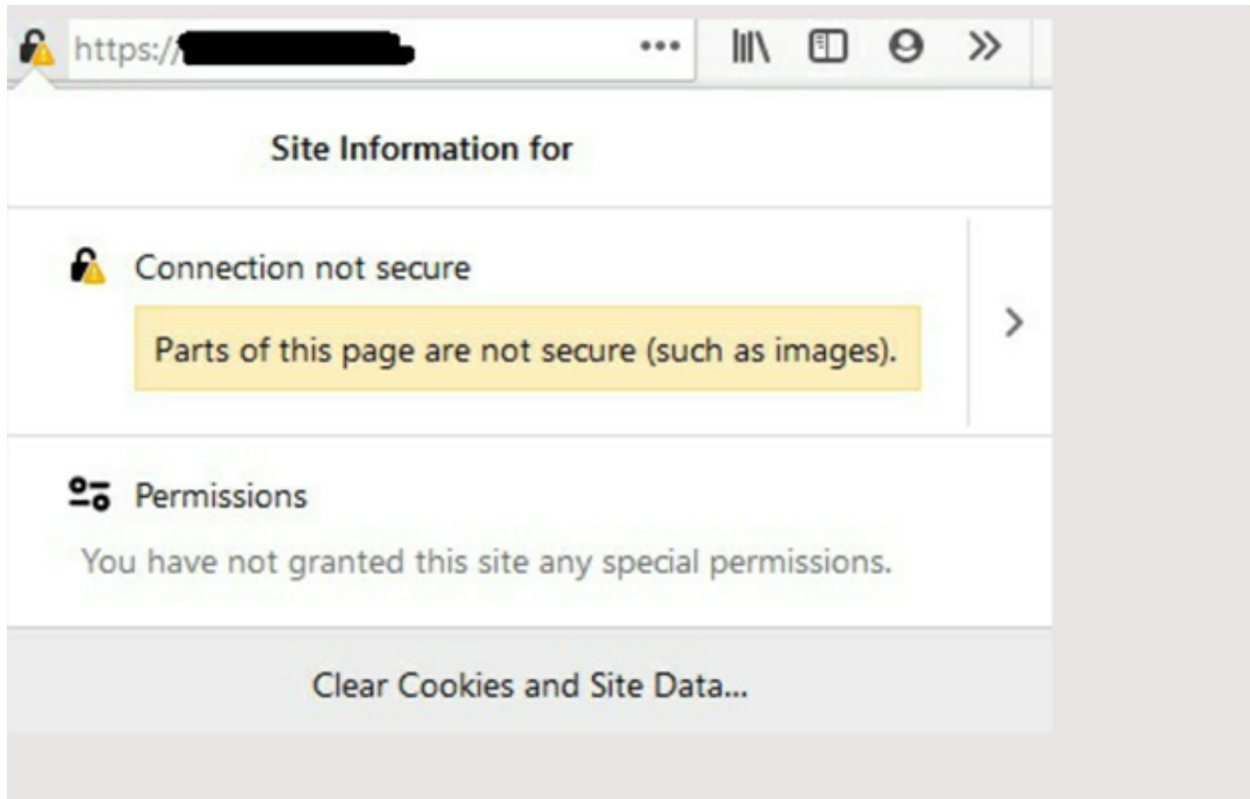 https://
Site Information for
Connection not secure
Parts of this page are not secure (such as images).
Permissions
You have not granted this site any special permissions.
Clear Cookies and Site Data...